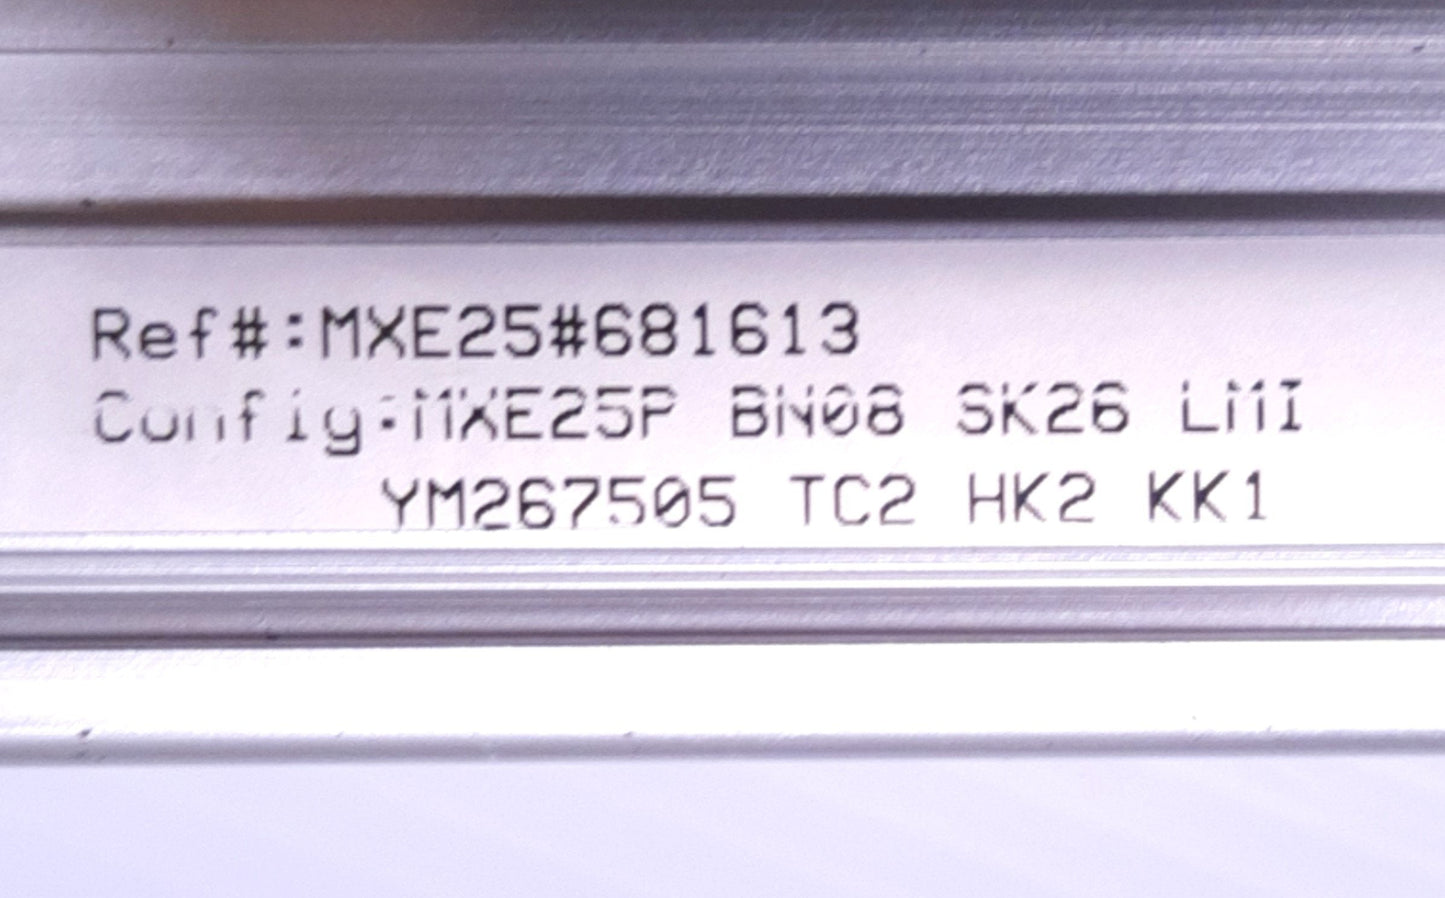 Ref#:MXE25#681613
Config:MXE25P BN08 SK26 LMI
YM267505 TC2 HK2 KK1